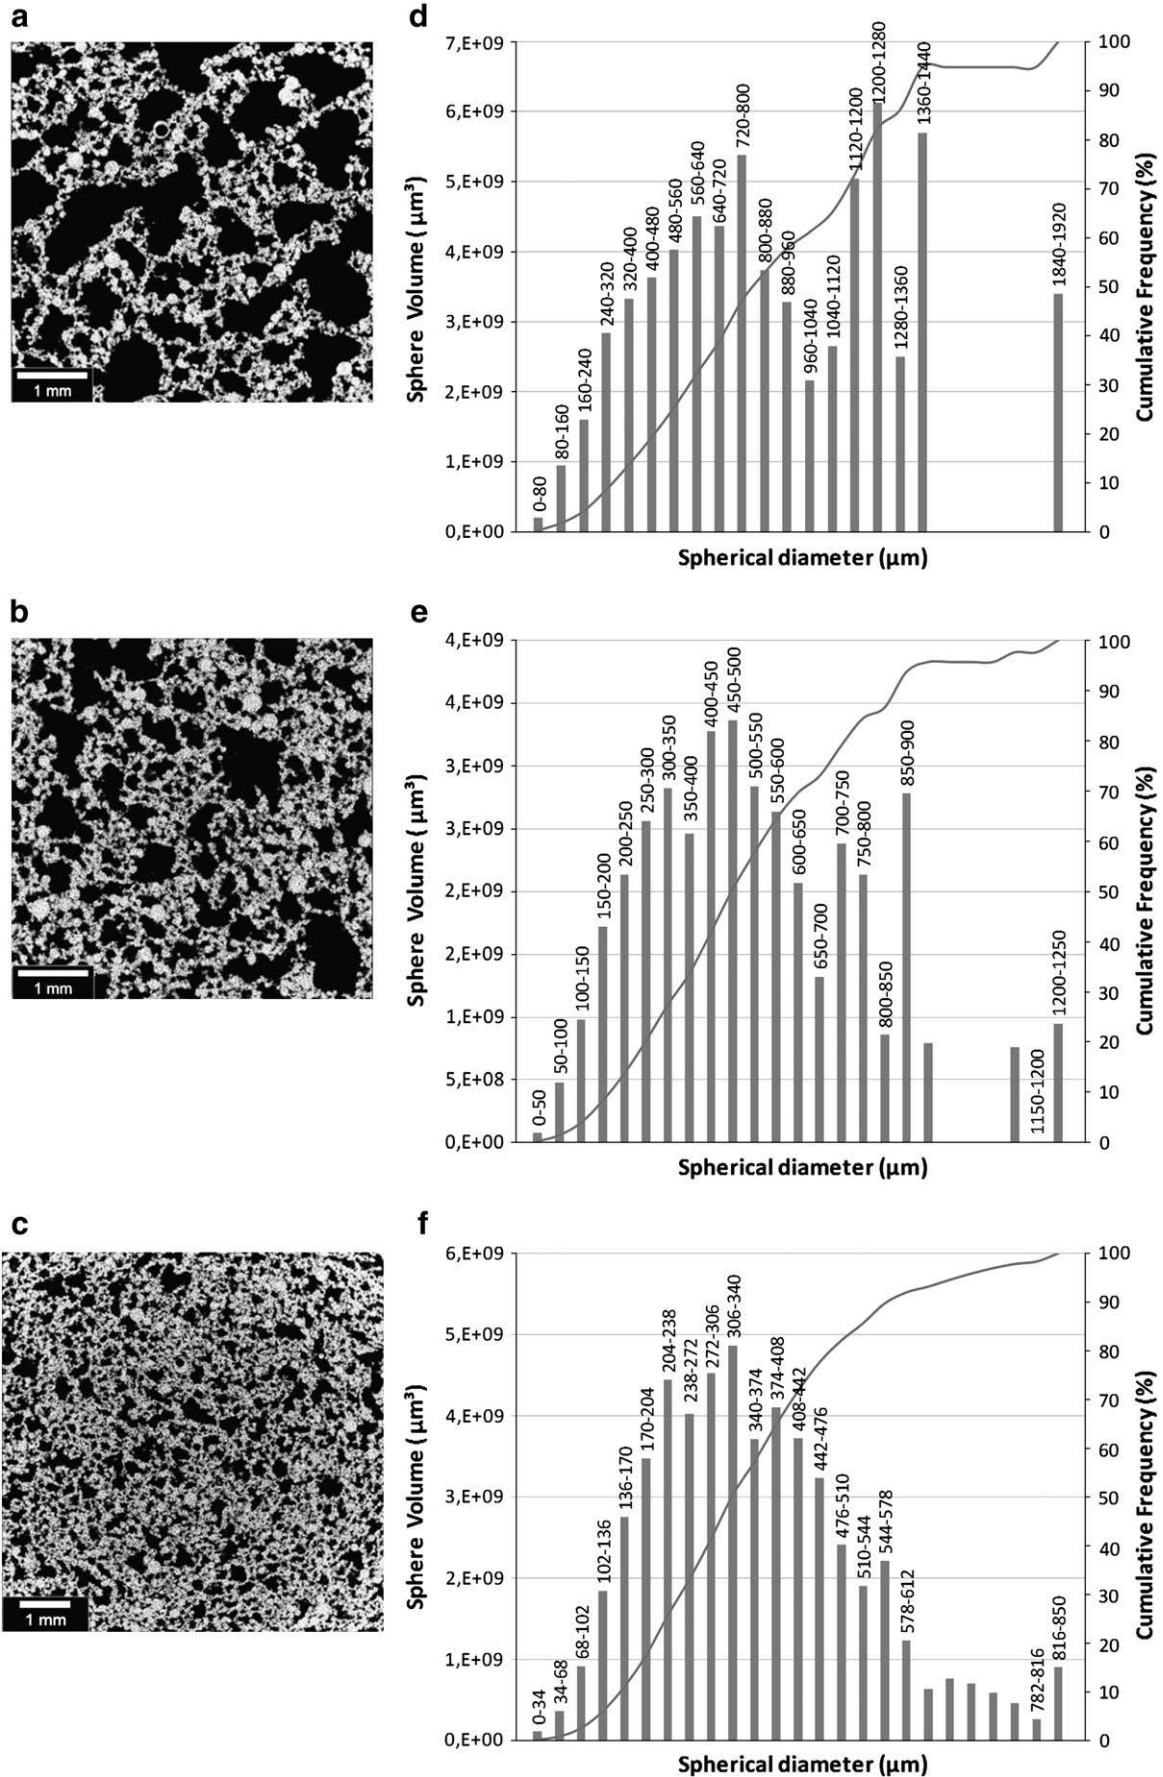 a
1 mm
d
7,E+09
6,E+09
5,E+09
4,E+09
3,E+09
2,E+09
1,E+09
0,E+00
Sphere Volume ( µm³)
0-80
80-160
160-240
240-320
320-400
400-480
480-560
560-640
640-720
720-800
800-880
880-960
960-1040
1040-1120
1120-1200
1200-1280
1280-1360
1360-1440
1840-1920
100
90
80
70
60
50
40
30
20
10
0
Cumulative Frequency (%)
Spherical diameter (µm)
b
1 mm
e
4,E+09
4,E+09
3,E+09
3,E+09
2,E+09
2,E+09
1,E+09
5,E+08
0,E+00
Sphere Volume ( µm³)
0-50
50-100
100-150
150-200
200-250
250-300
300-350
350-400
400-450
450-500
500-550
550-600
600-650
650-700
700-750
750-800
800-850
850-900
1150-1200
1200-1250
100
90
80
70
60
50
40
30
20
10
0
Cumulative Frequency (%)
Spherical diameter (µm)
c
1 mm
f
6,E+09
5,E+09
4,E+09
3,E+09
2,E+09
1,E+09
0,E+00
Sphere Volume ( µm³)
0-34
34-68
68-102
102-136
136-170
170-204
204-238
238-272
272-306
306-340
340-374
374-408
408-442
442-476
476-510
510-544
544-578
578-612
782-816
816-850
100
90
80
70
60
50
40
30
20
10
0
Cumulative Frequency (%)
Spherical diameter (µm)